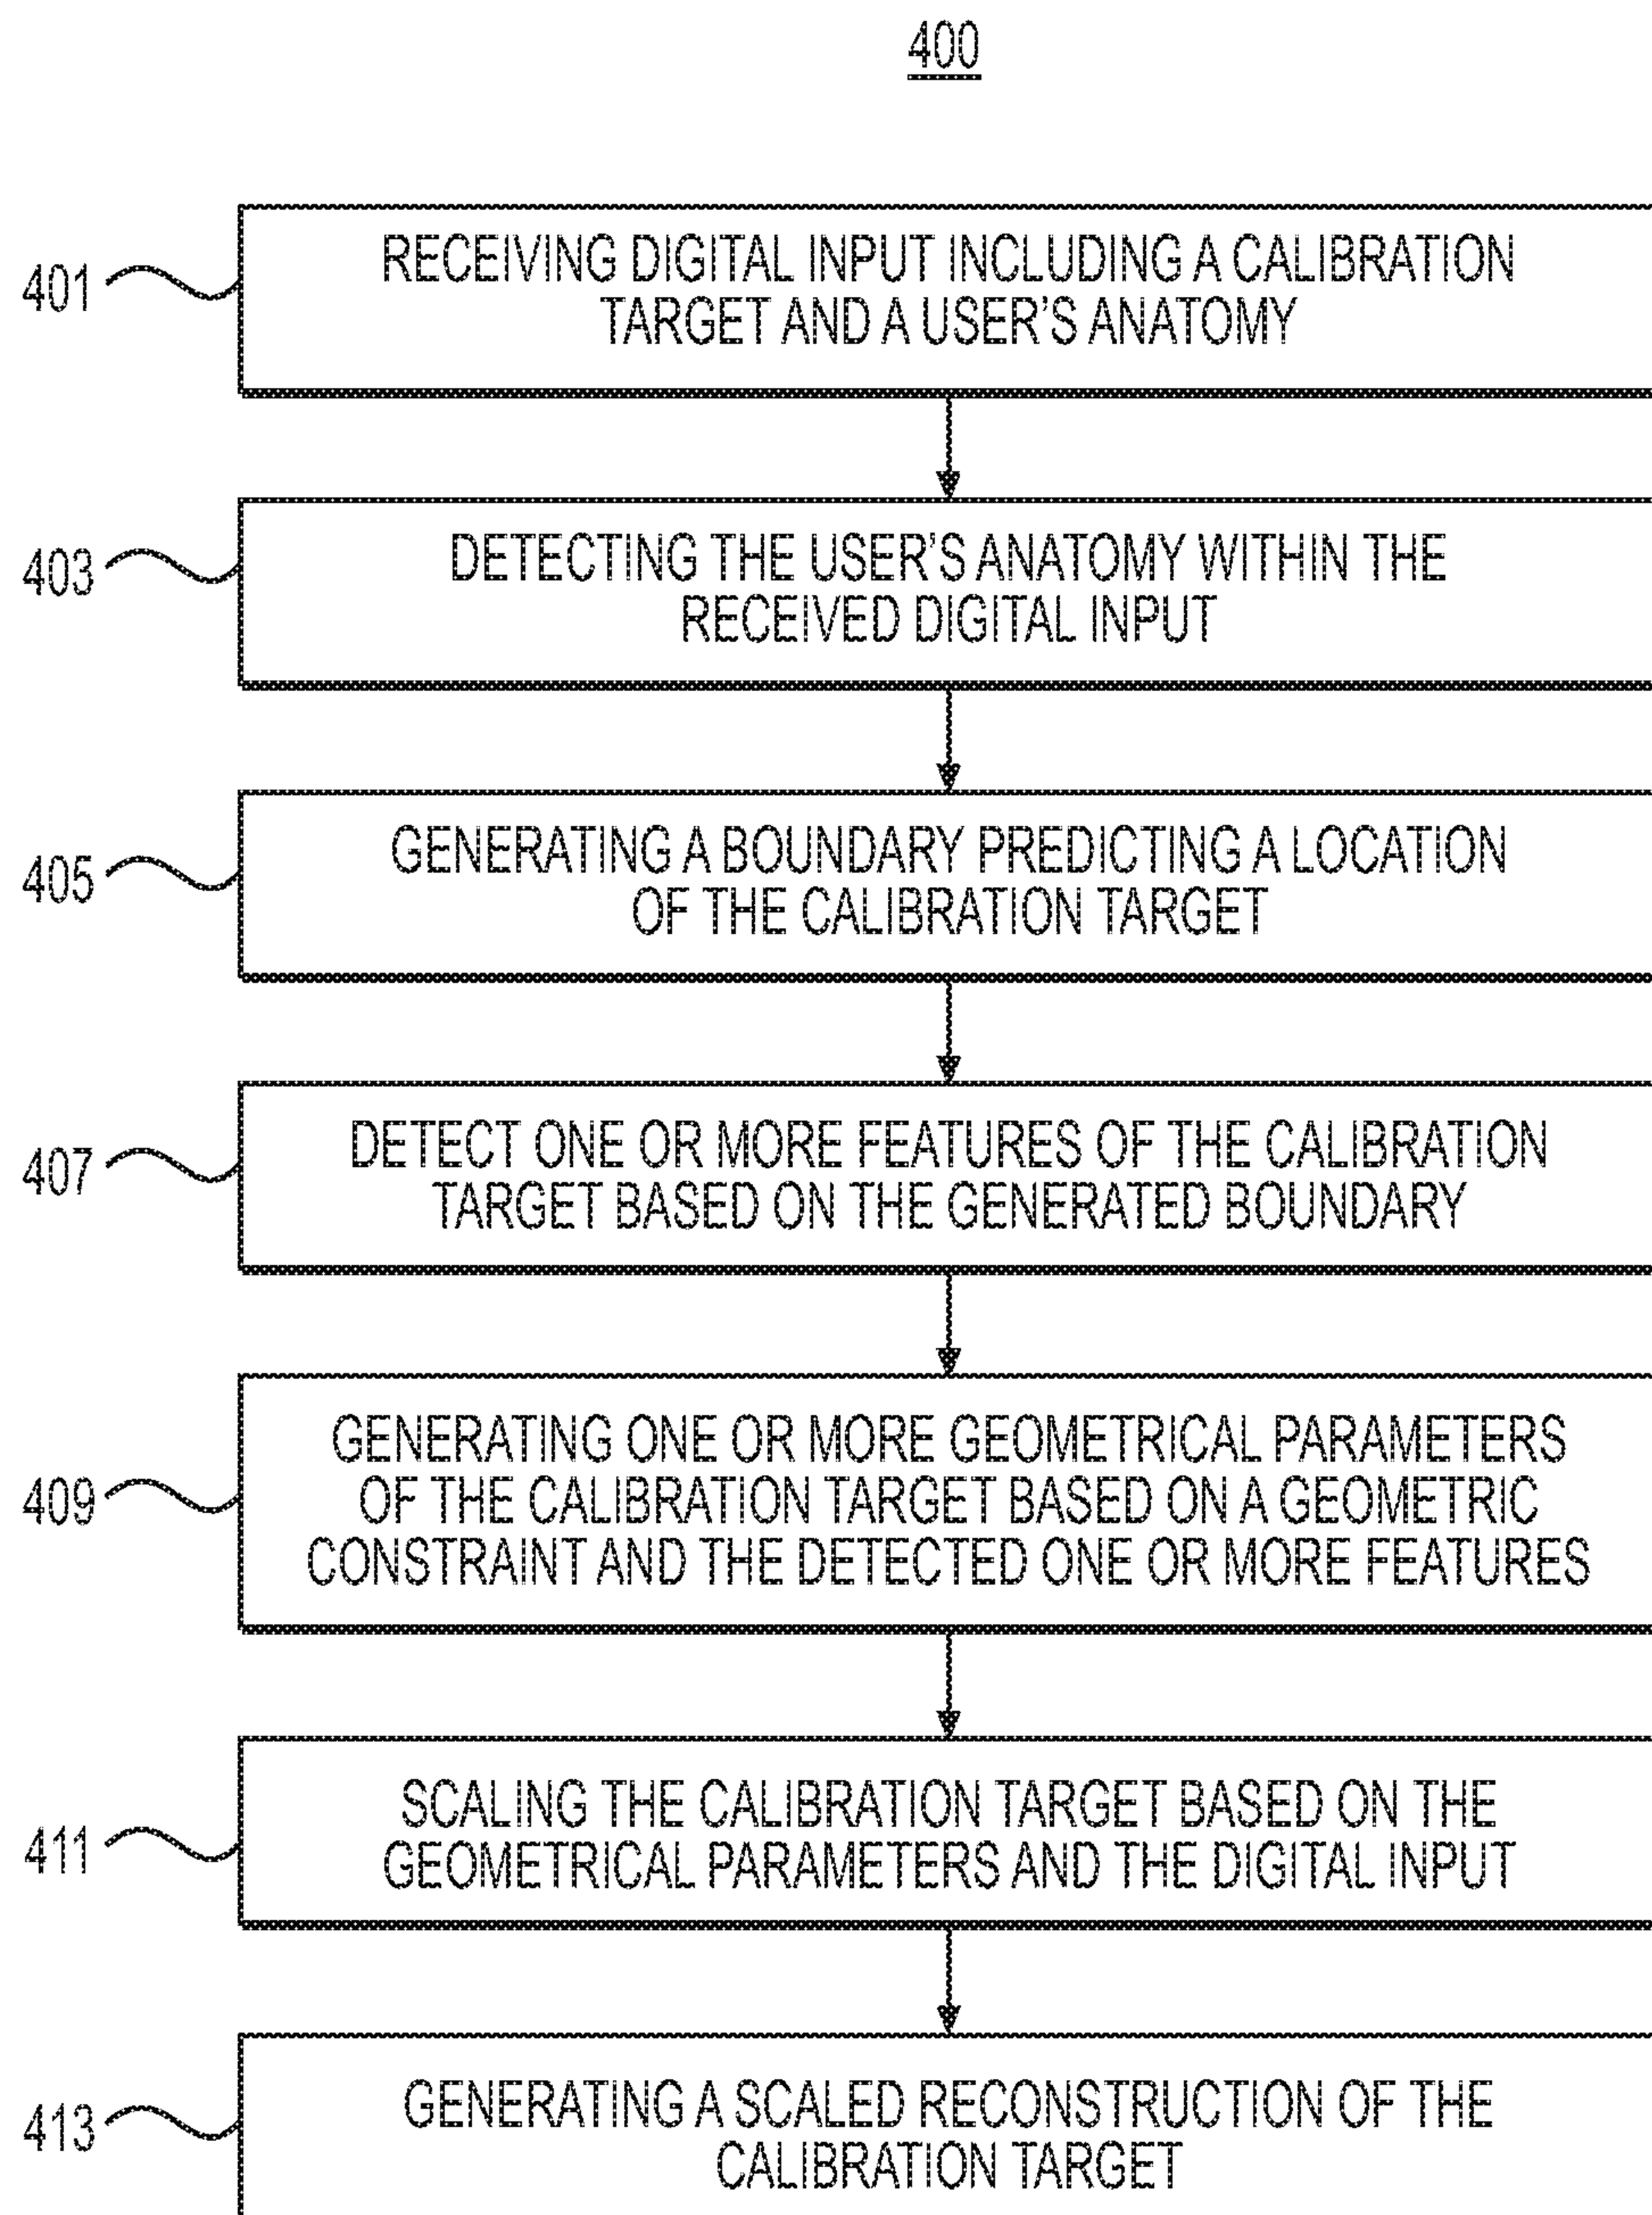 400
401
RECEIVING DIGITAL INPUT INCLUDING A CALIBRATION
TARGET AND A USER'S ANATOMY
403
DETECTING THE USER'S ANATOMY WITHIN THE
RECEIVED DIGITAL INPUT
405
GENERATING A BOUNDARY PREDICTING A LOCATION
OF THE CALIBRATION TARGET
407
DETECT ONE OR MORE FEATURES OF THE CALIBRATION
TARGET BASED ON THE GENERATED BOUNDARY
409
GENERATING ONE OR MORE GEOMETRICAL PARAMETERS
OF THE CALIBRATION TARGET BASED ON A GEOMETRIC
CONSTRAINT AND THE DETECTED ONE OR MORE FEATURES
411
SCALING THE CALIBRATION TARGET BASED ON THE
GEOMETRICAL PARAMETERS AND THE DIGITAL INPUT
413
GENERATING A SCALED RECONSTRUCTION OF THE
CALIBRATION TARGET